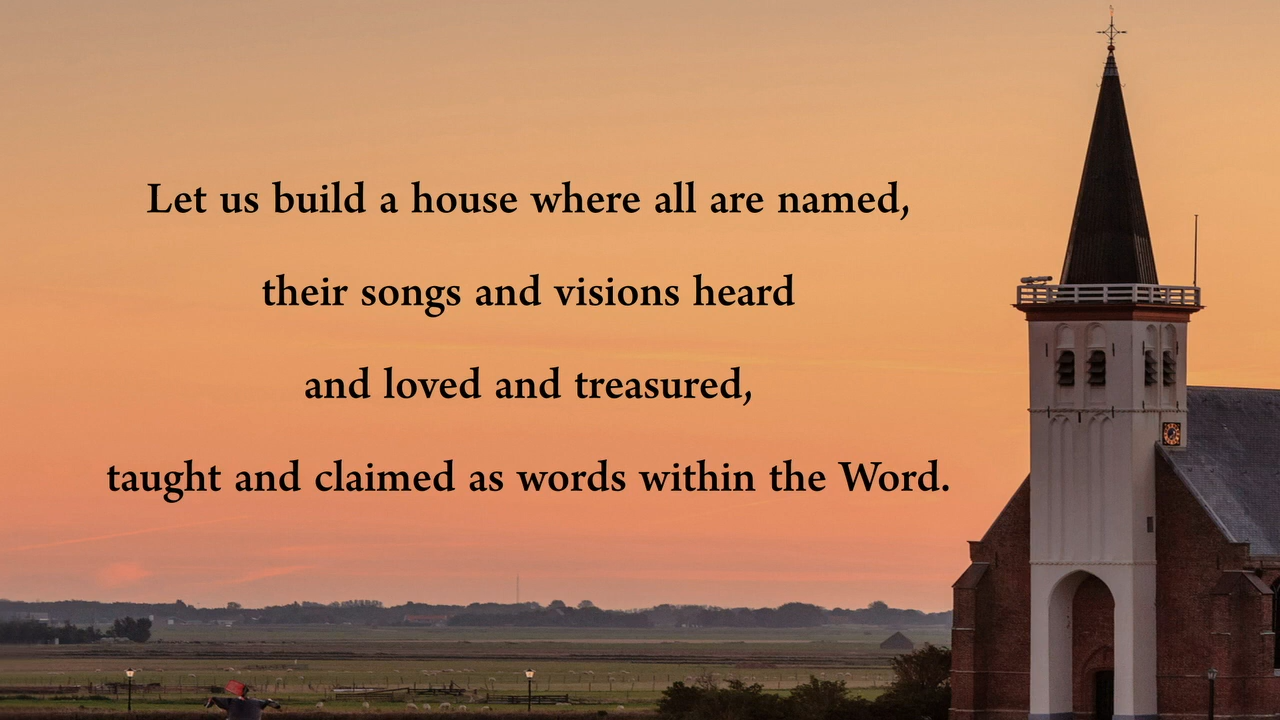 Let us build a house where all are named,
their songs and visions heard
and loved and treasured,
taught and claimed as words within the Word.